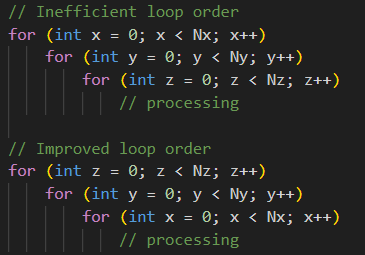 // Inefficient loop order
for (int x = 0; x < Nx; x++)
    for (int y = 0; y < Ny; y++)
        for (int z = 0; z < Nz; z++)
            // processing

// Improved loop order
for (int z = 0; z < Nz; z++)
    for (int y = 0; y < Ny; y++)
        for (int x = 0; x < Nx; x++)
            // processing